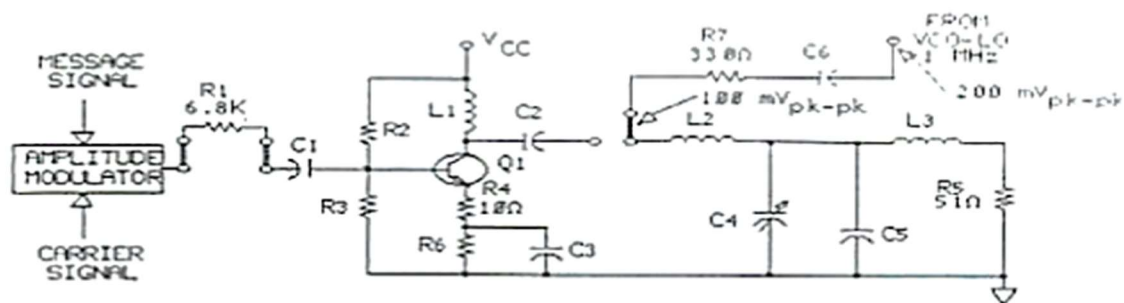 MESSAGE
SIGNAL
AMPLITUDE
MODULATOR
CARRIER
SIGNAL
R1
6.8K
C1
R2
R3
VCC
L1
C2
Q1
R4
10Ω
R6
C3
R7
330Ω
C6
FROM
VCO-LO
1 MHz
100 mVpk-pk
200 mVpk-pk
L2
L3
C4
C5
R5
51Ω